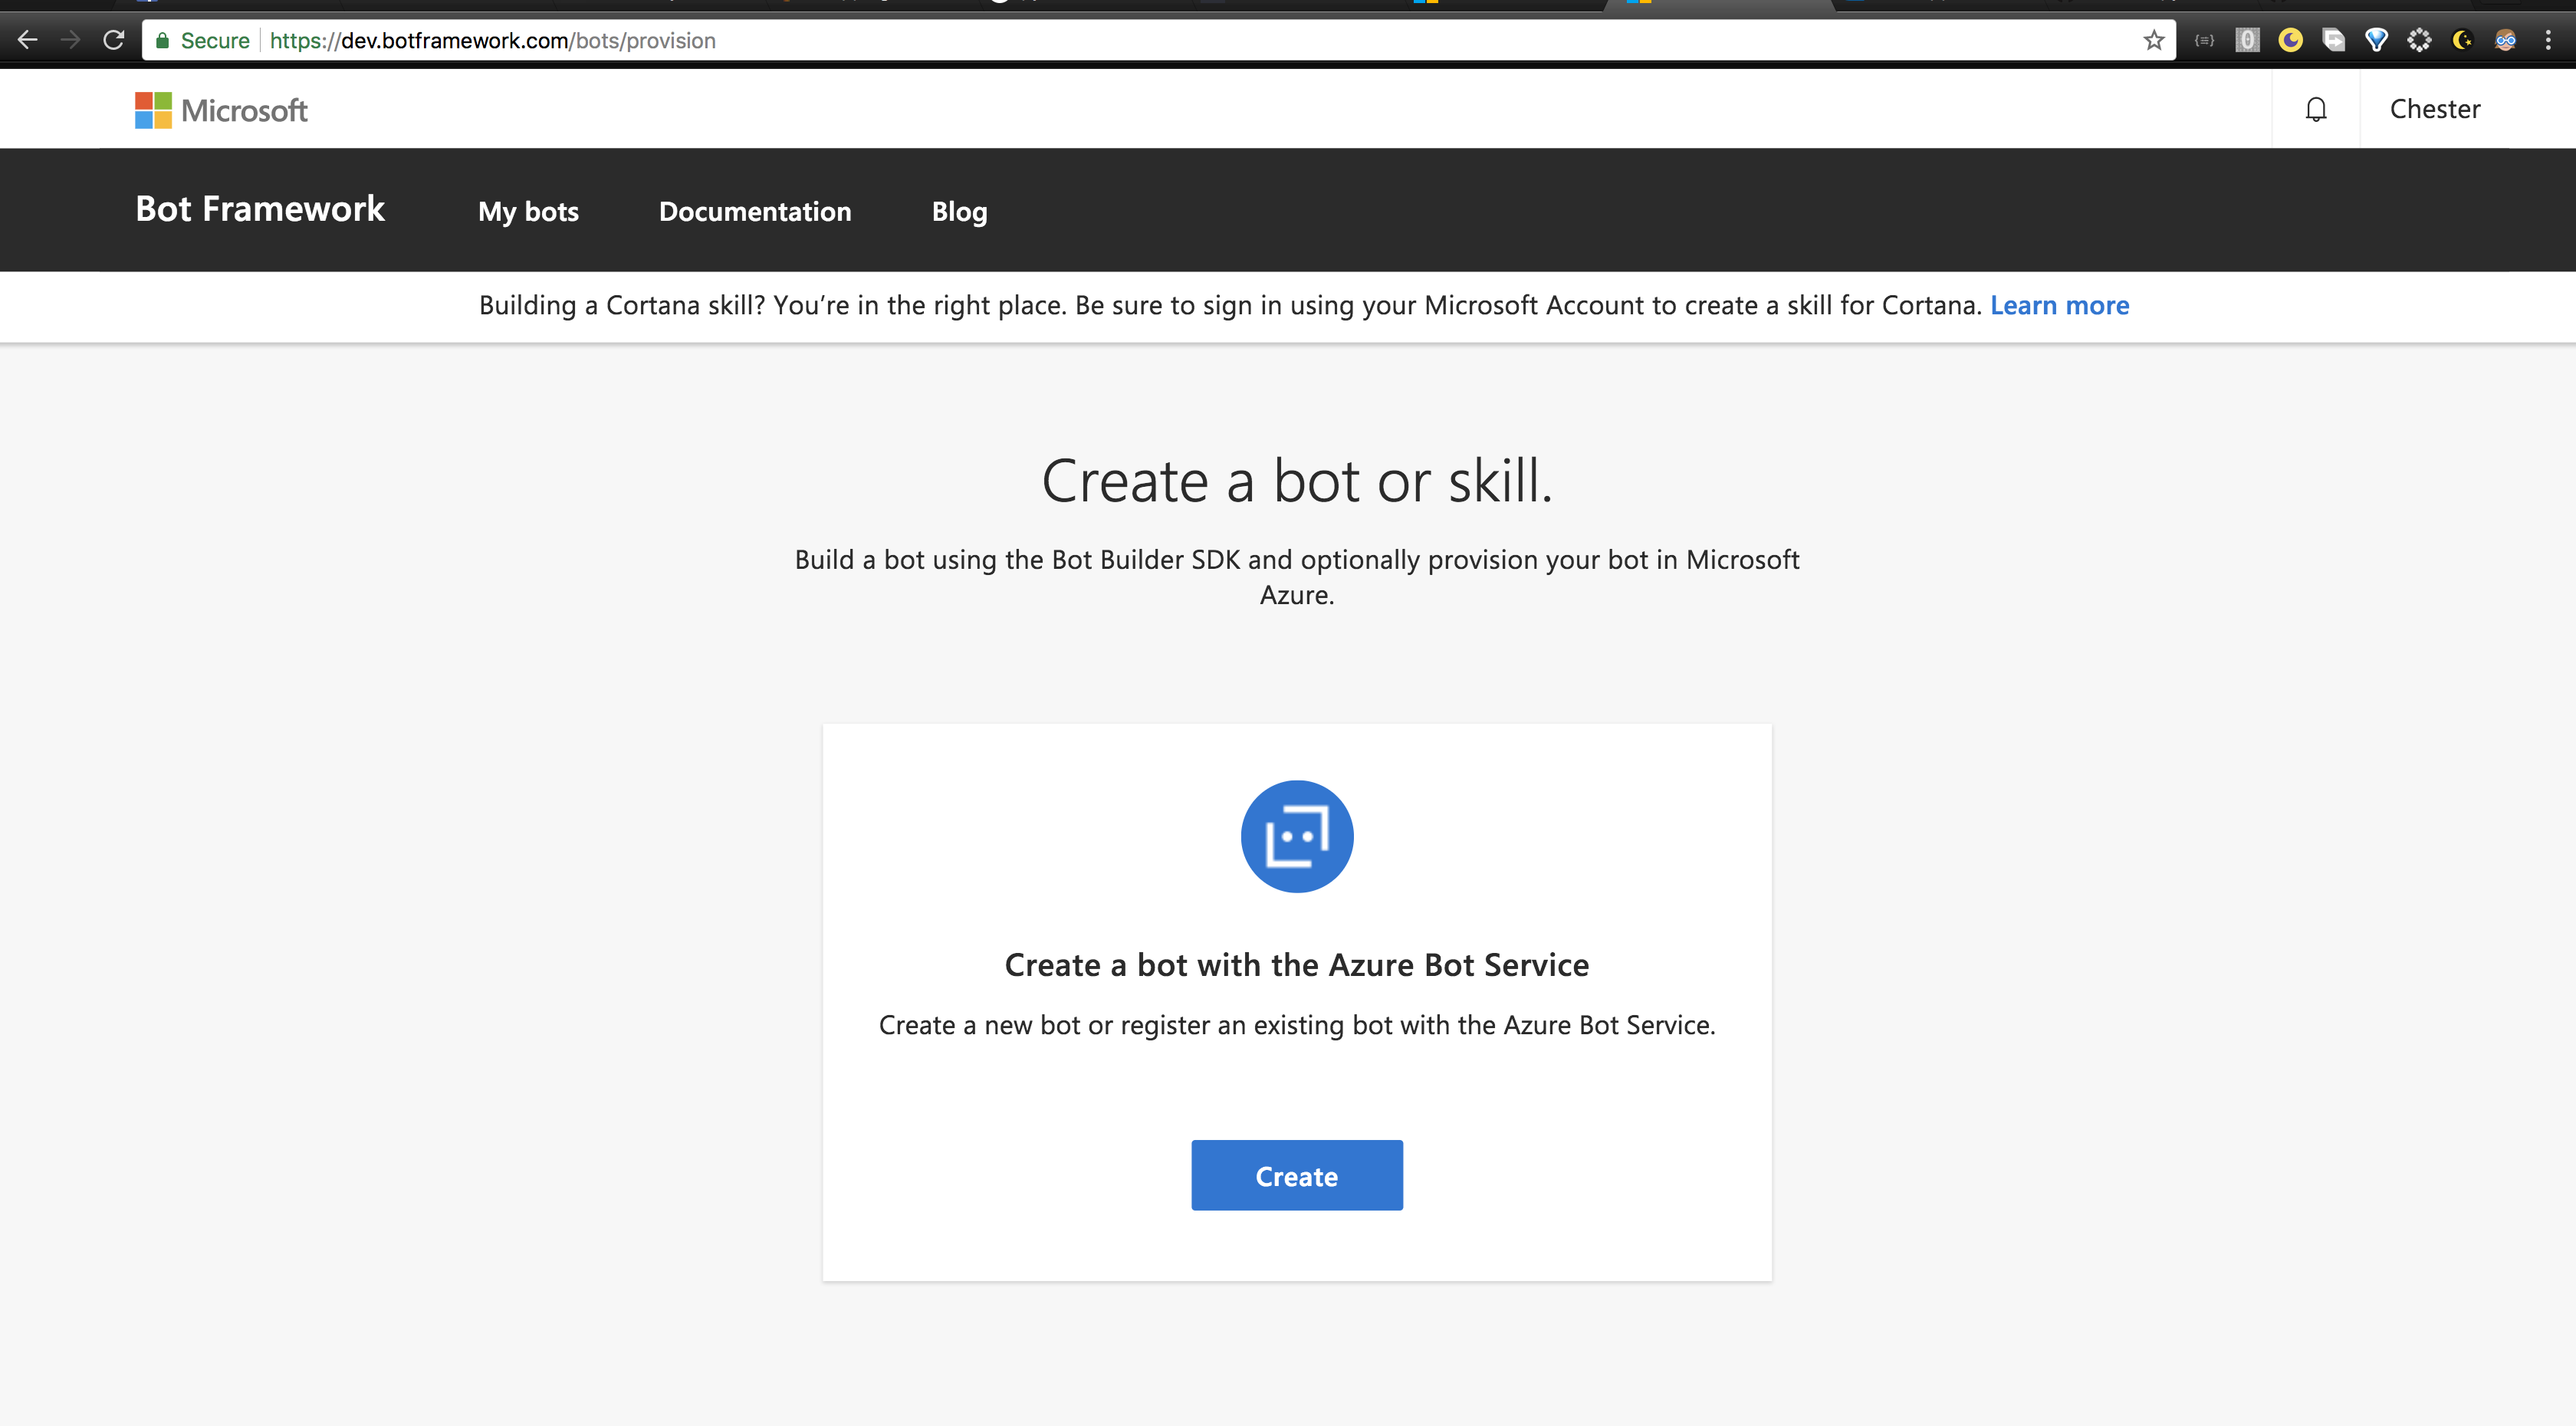 Secure https://dev.botframework.com/bots/provision
Microsoft
Chester
Bot Framework My bots Documentation Blog
Building a Cortana skill? You’re in the right place. Be sure to sign in using your Microsoft Account to create a skill for Cortana. Learn more
Create a bot or skill.
Build a bot using the Bot Builder SDK and optionally provision your bot in Microsoft
Azure.
Create a bot with the Azure Bot Service
Create a new bot or register an existing bot with the Azure Bot Service.
Create